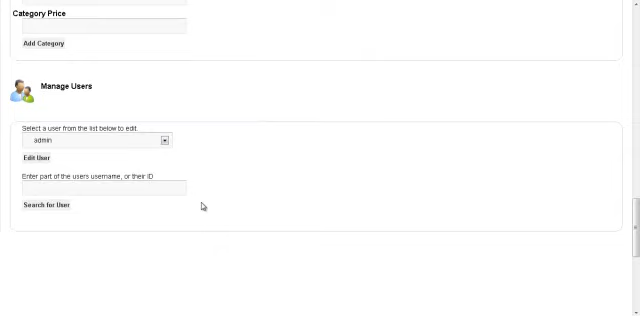 Category Price
Add Category
Manage Users
Select a user from the list below to edit.
admin
Edit User
Enter part of the users username, or their ID
Search for User